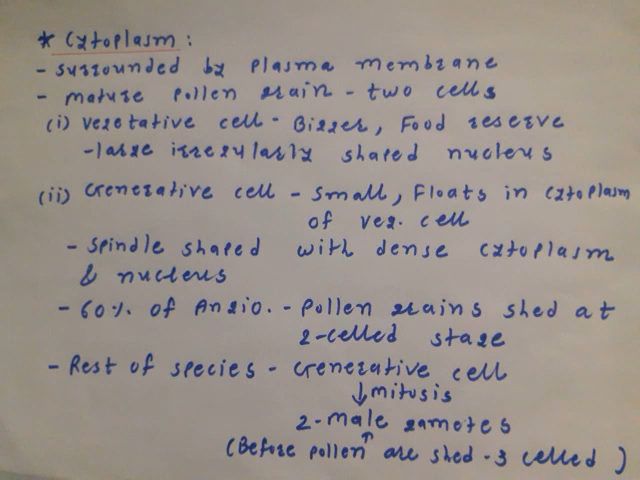 * Cytoplasm :
- surrounded by plasma membrane
- mature pollen grain - two cells
(i) vegetative cell - Bigger, Food reserve
- large irregularly shaped nucleus
(ii) Generative cell - small, Floats in cytoplasm
of veg. cell
- spindle shaped with dense cytoplasm
& nucleus
- 60% of Angio. - Pollen grains shed at
2-celled stage
- Rest of species - Generative cell
↓ mitosis
2 - male gamotes
(Before pollen ↑ are shed - 3 celled )